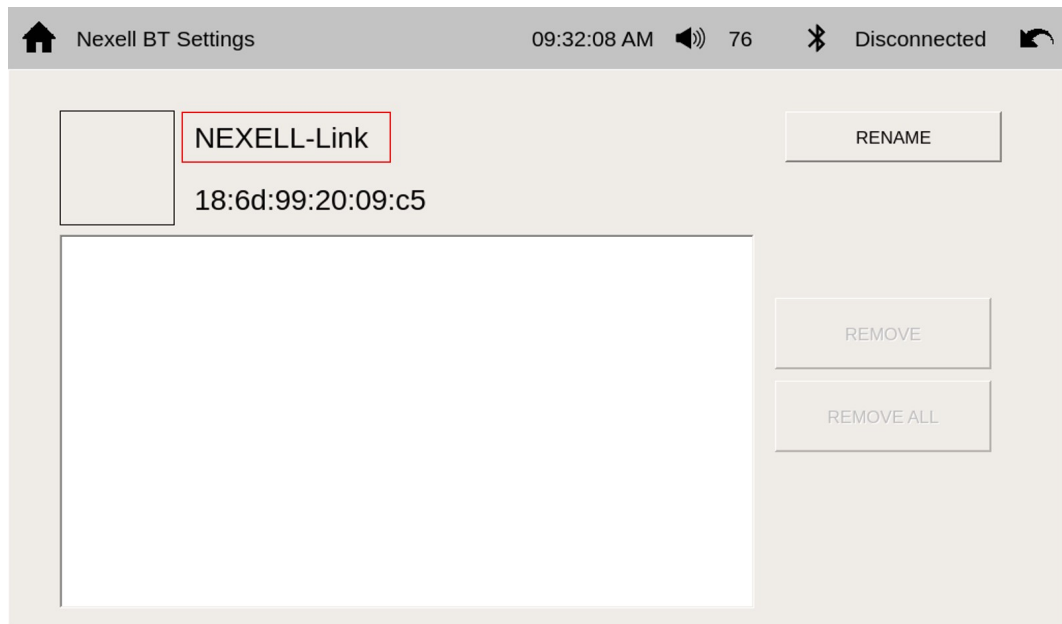 Nexell BT Settings 09:32:08 AM 76 Disconnected
NEXELL-Link RENAME
18:6d:99:20:09:c5
REMOVE
REMOVE ALL